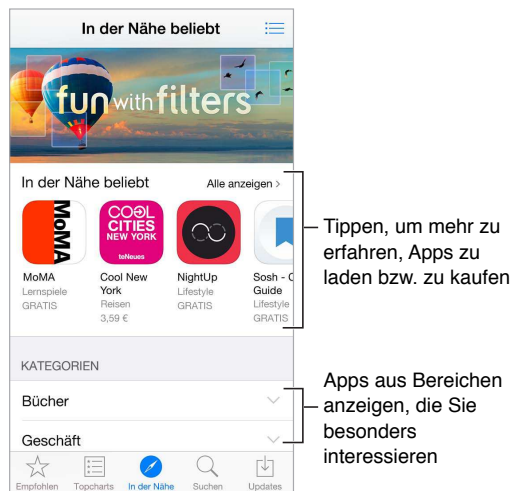 In der Nähe beliebt
fun with filters
In der Nähe beliebt
Alle anzeigen >
MoMA
COOL
CITIES
NEW YORK
teNeues
MoMA
Lernspiele
GRATIS
Cool New
York
Reisen
3,59 €
NightUp
Lifestyle
GRATIS
Sosh - C
Guide
Lifestyle
GRATIS
Tippen, um mehr zu
erfahren, Apps zu
laden bzw. zu kaufen
KATEGORIEN
Bücher
Geschäft
Apps aus Bereichen
anzeigen, die Sie
besonders
interessieren
Empfohlen
Topcharts
In der Nähe
Suchen
Updates